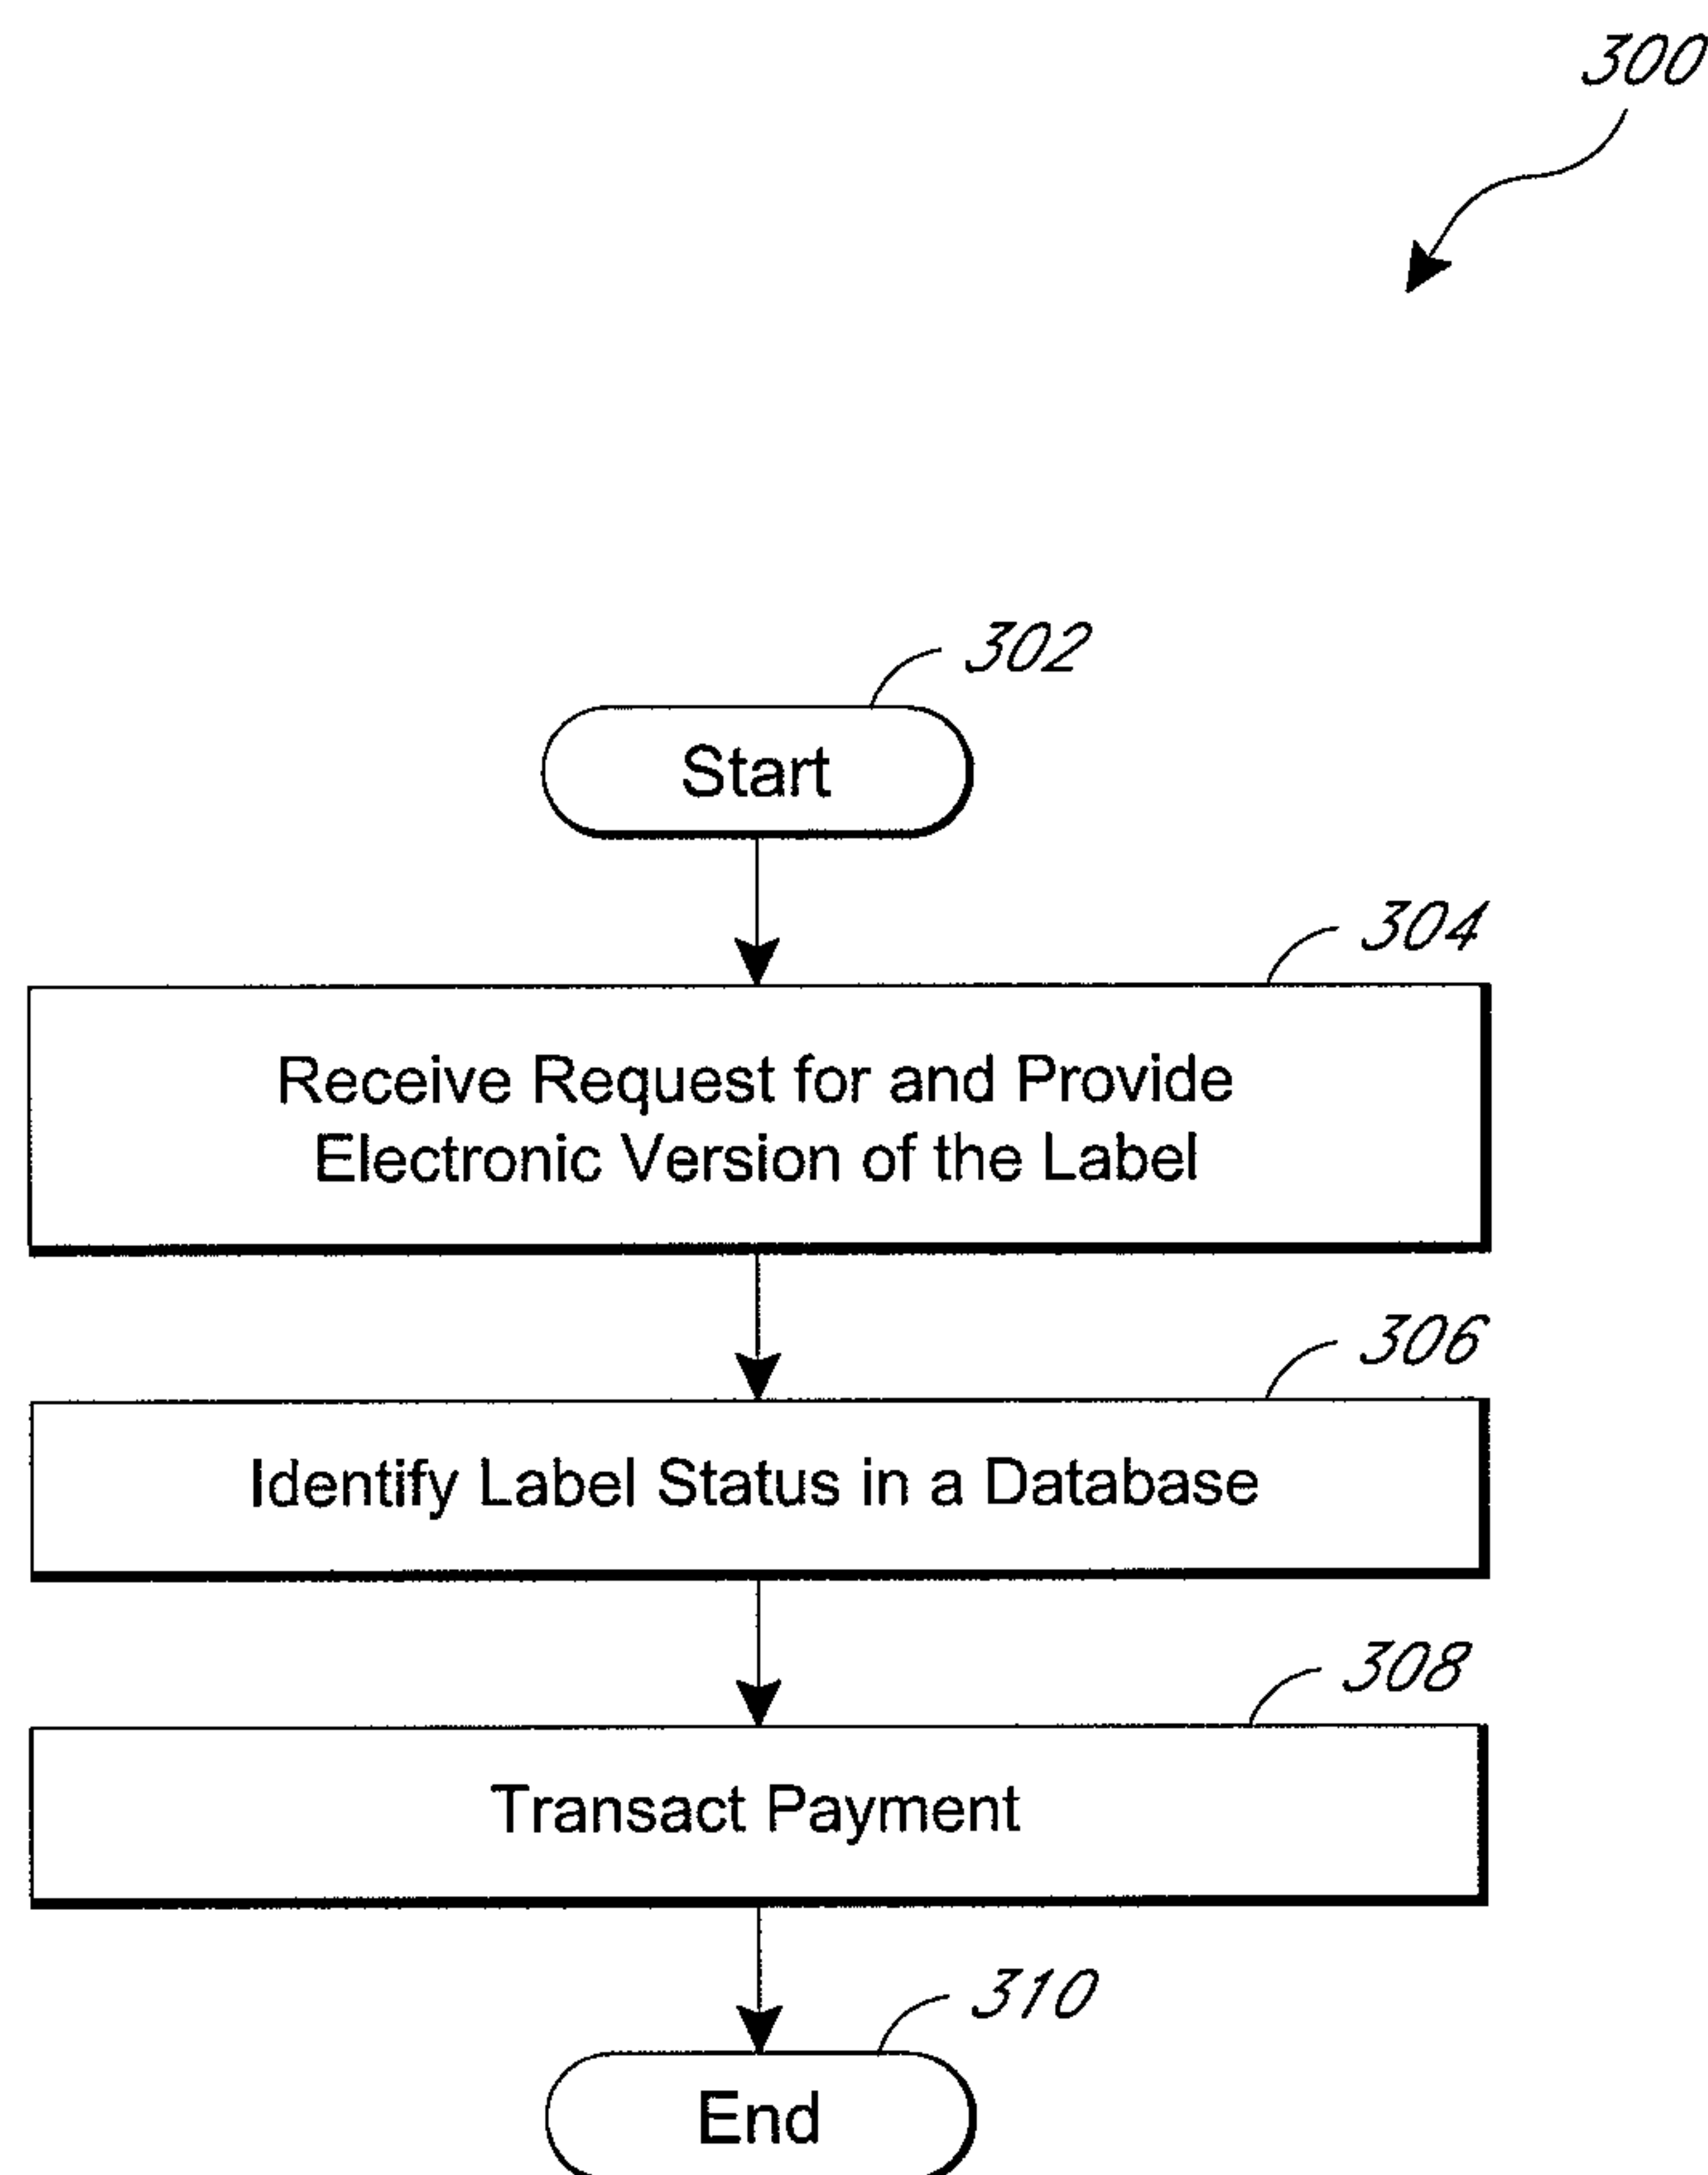 300
302
Start
304
Receive Request for and Provide
Electronic Version of the Label
306
Identify Label Status in a Database
308
Transact Payment
310
End